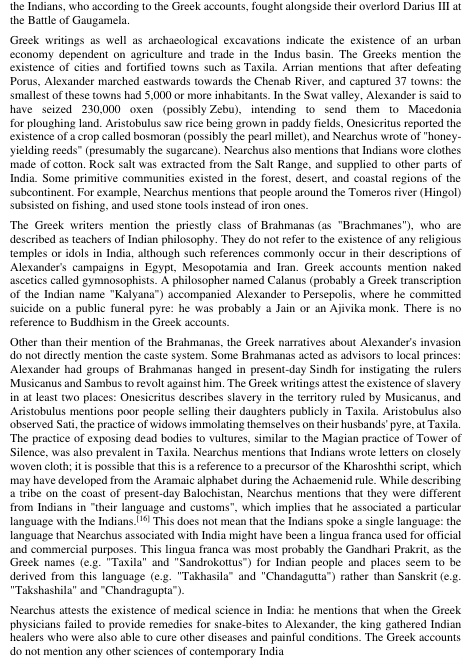 the Indians, who according to the Greek accounts, fought alongside their overlord Darius III at
the Battle of Gaugamela.
Greek writings as well as archaeological excavations indicate the existence of an urban
economy dependent on agriculture and trade in the Indus basin. The Greeks mention the
existence of cities and fortified towns such as Taxila. Arrian mentions that after defeating
Porus, Alexander marched eastwards towards the Chenab River, and captured 37 towns: the
smallest of these towns had 5,000 or more inhabitants. In the Swat valley, Alexander is said to
have seized 230,000 oxen (possibly Zebu), intending to send them to Macedonia
for ploughing land. Aristobulus saw rice being grown in paddy fields, Onesicritus reported the
existence of a crop called bosmoran (possibly the pearl millet), and Nearchus wrote of "honey-
yielding reeds" (presumably the sugarcane). Nearchus also mentions that Indians wore clothes
made of cotton. Rock salt was extracted from the Salt Range, and supplied to other parts of
India. Some primitive communities existed in the forest, desert, and coastal regions of the
subcontinent. For example, Nearchus mentions that people around the Tomeros river (Hingol)
subsisted on fishing, and used stone tools instead of iron ones.
The Greek writers mention the priestly class of Brahmanas (as "Brachmanes"), who are
described as teachers of Indian philosophy. They do not refer to the existence of any religious
temples or idols in India, although such references commonly occur in their descriptions of
Alexander's campaigns in Egypt, Mesopotamia and Iran. Greek accounts mention naked
ascetics called gymnosophists. A philosopher named Calanus (probably a Greek transcription
of the Indian name "Kalyana") accompanied Alexander to Persepolis, where he committed
suicide on a public funeral pyre: he was probably a Jain or an Ajivika monk. There is no
reference to Buddhism in the Greek accounts.
Other than their mention of the Brahmanas, the Greek narratives about Alexander's invasion
do not directly mention the caste system. Some Brahmanas acted as advisors to local princes:
Alexander had groups of Brahmanas hanged in present-day Sindh for instigating the rulers
Musicanus and Sambus to revolt against him. The Greek writings attest the existence of slavery
in at least two places: Onesicritus describes slavery in the territory ruled by Musicanus, and
Aristobulus mentions poor people selling their daughters publicly in Taxila. Aristobulus also
observed Sati, the practice of widows immolating themselves on their husbands' pyre, at Taxila.
The practice of exposing dead bodies to vultures, similar to the Magian practice of Tower of
Silence, was also prevalent in Taxila. Nearchus mentions that Indians wrote letters on closely
woven cloth; it is possible that this is a reference to a precursor of the Kharoshthi script, which
may have developed from the Aramaic alphabet during the Achaemenid rule. While describing
a tribe on the coast of present-day Balochistan, Nearchus mentions that they were different
from Indians in "their language and customs", which implies that he associated a particular
language with the Indians.[16] This does not mean that the Indians spoke a single language: the
language that Nearchus associated with India might have been a lingua franca used for official
and commercial purposes. This lingua franca was most probably the Gandhari Prakrit, as the
Greek names (e.g. "Taxila" and "Sandrokottus") for Indian people and places seem to be
derived from this language (e.g. "Takhasila" and "Chandagutta") rather than Sanskrit (e.g.
"Takshashila" and "Chandragupta").
Nearchus attests the existence of medical science in India: he mentions that when the Greek
physicians failed to provide remedies for snake-bites to Alexander, the king gathered Indian
healers who were also able to cure other diseases and painful conditions. The Greek accounts
do not mention any other sciences of contemporary India